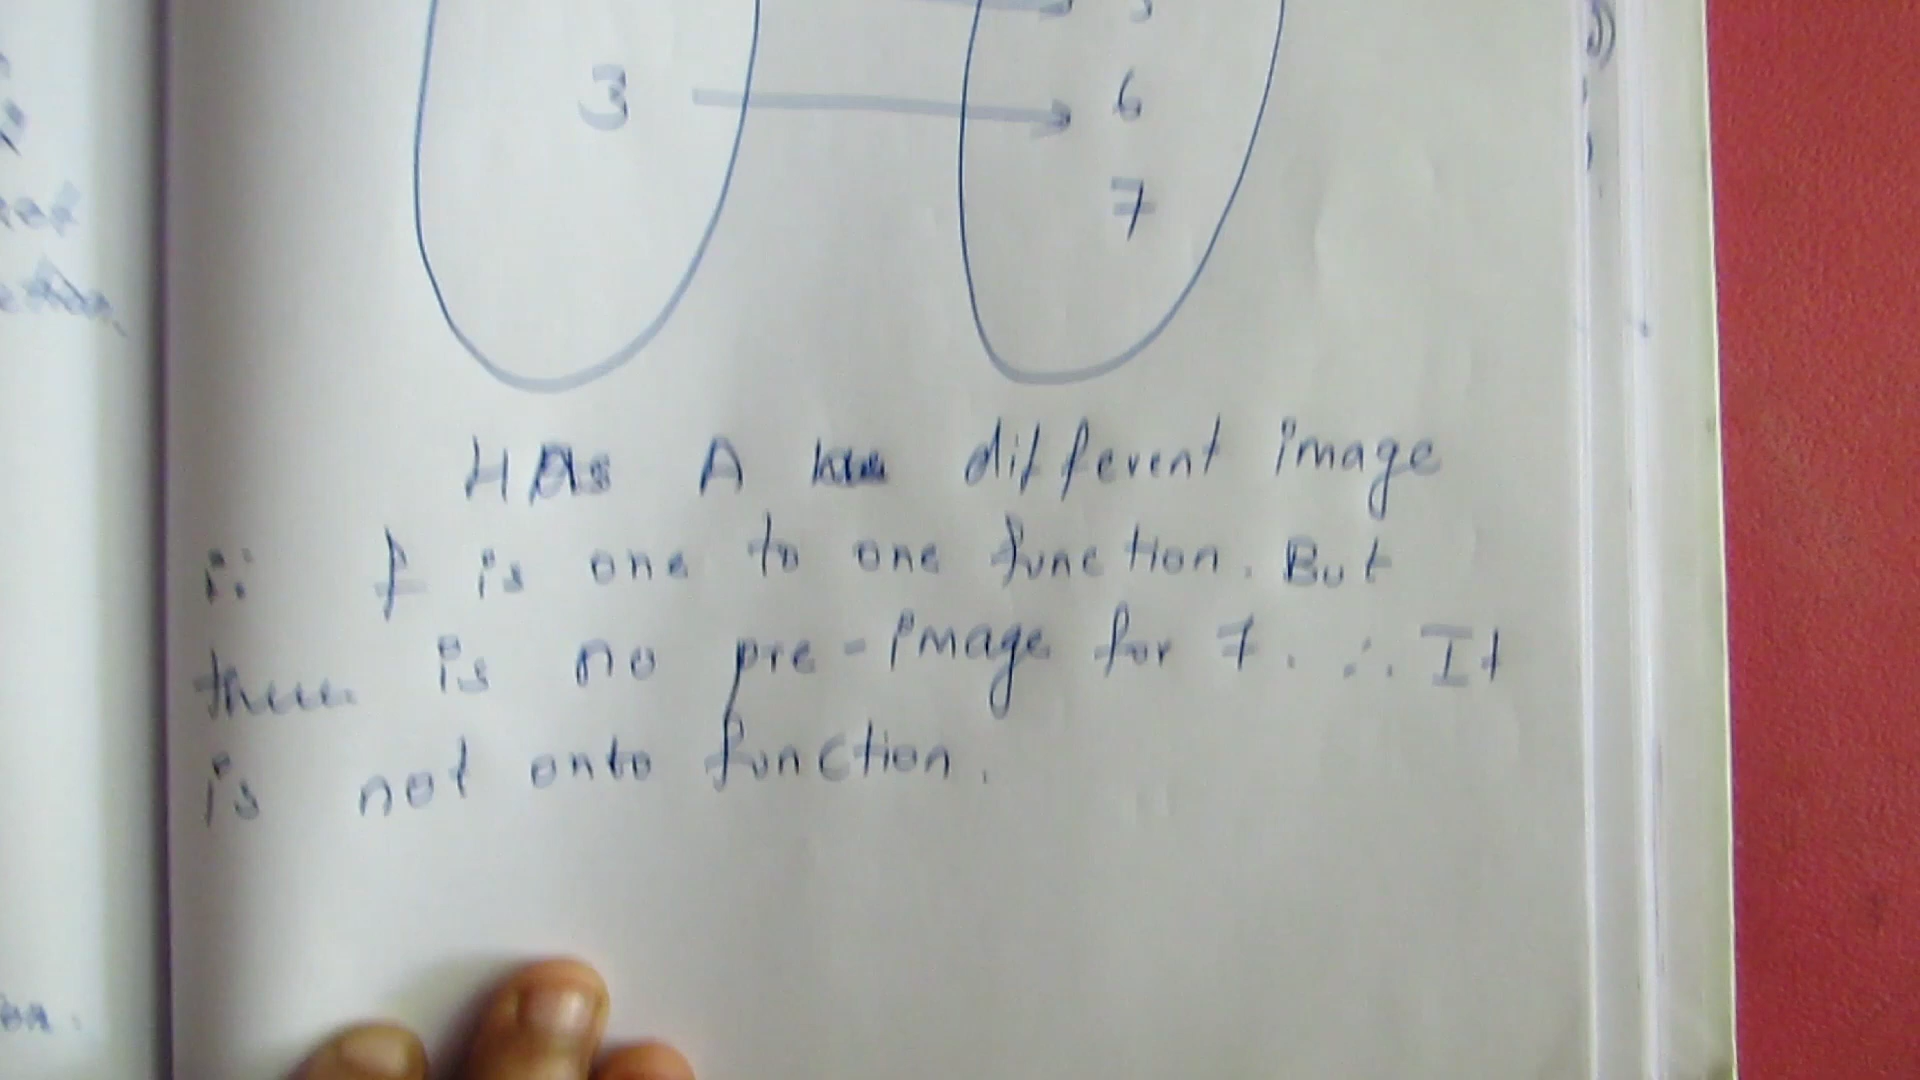 3
6
7
As A has different image
∴ f is one to one function. But
there is no pre-image for 7. ∴ It
is not onto function.